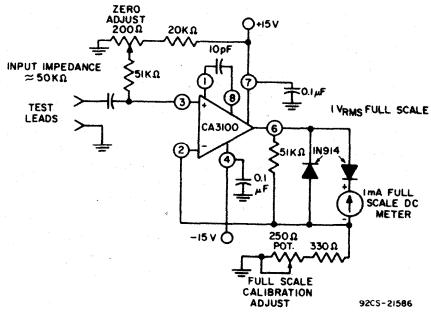 ZERO
ADJUST
200Ω
20KΩ
+15V
10pF
INPUT IMPEDANCE
≈50KΩ
51KΩ
1
7
0.1μF
8
TEST
LEADS
3
+
1VRMS FULL SCALE
CA3100
6
2
−
4
51KΩ
1N914
0.1
μF
+
1mA FULL
SCALE DC
METER
−
−15V
250Ω
POT.
330Ω
FULL SCALE
CALIBRATION
ADJUST
92CS-21586